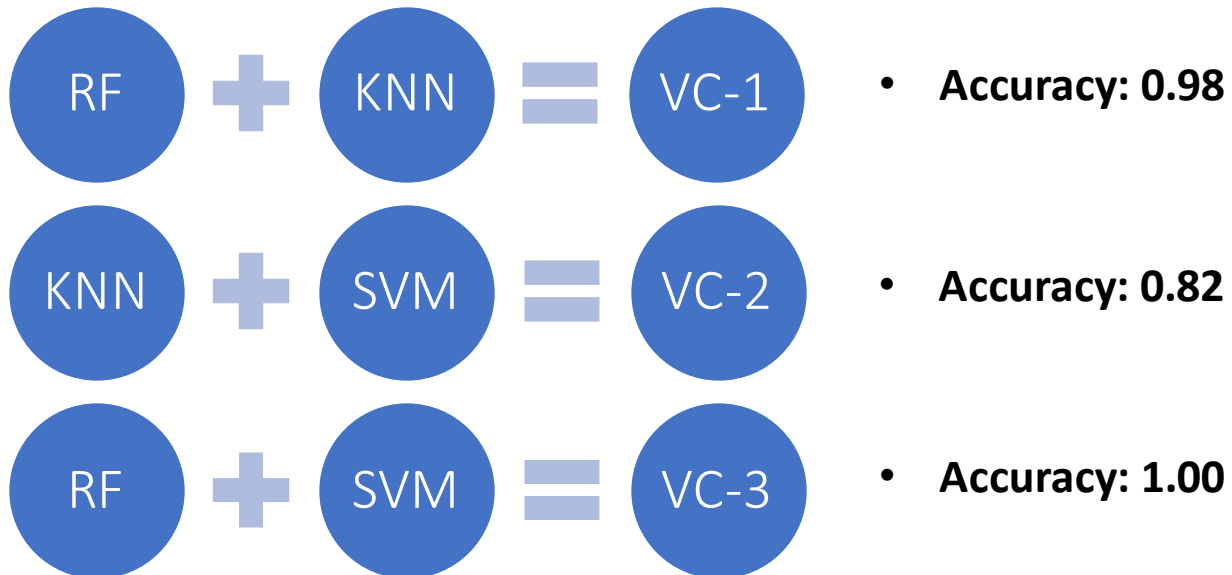 RF + KNN = VC-1 • Accuracy: 0.98
KNN + SVM = VC-2 • Accuracy: 0.82
RF + SVM = VC-3 • Accuracy: 1.00